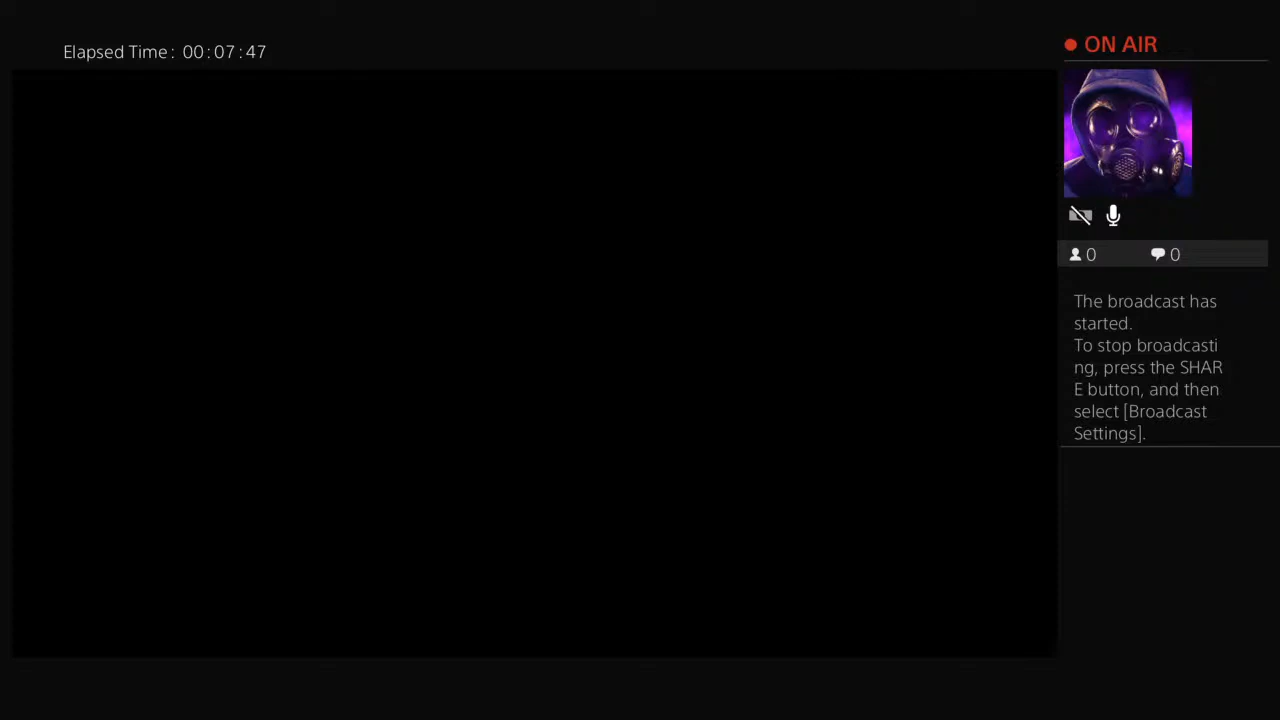 Elapsed Time: 00:07:47
ON AIR
0 0
The broadcast has
started.
To stop broadcasti
ng, press the SHAR
E button, and then
select [Broadcast
Settings].